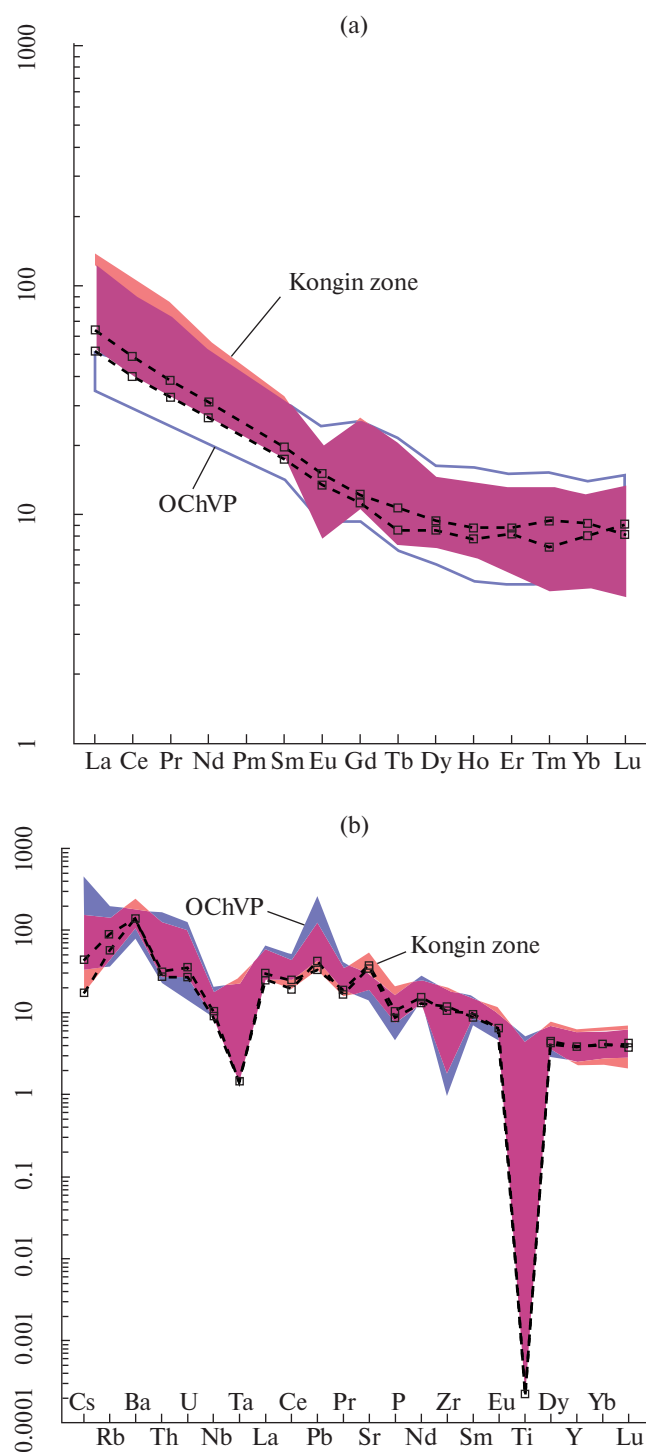 (a)
1000
100
10
1
Kongin zone
OChVP
La Ce Pr Nd Pm Sm Eu Gd Tb Dy Ho Er Tm Yb Lu
(b)
1000
100
10
1
0.1
0.01
0.001
0.0001
OChVP
Kongin zone
Cs Ba U Ta Ce Pr P Zr Eu Dy Yb
Rb Th Nb La Pb Sr Nd Sm Ti Y Lu